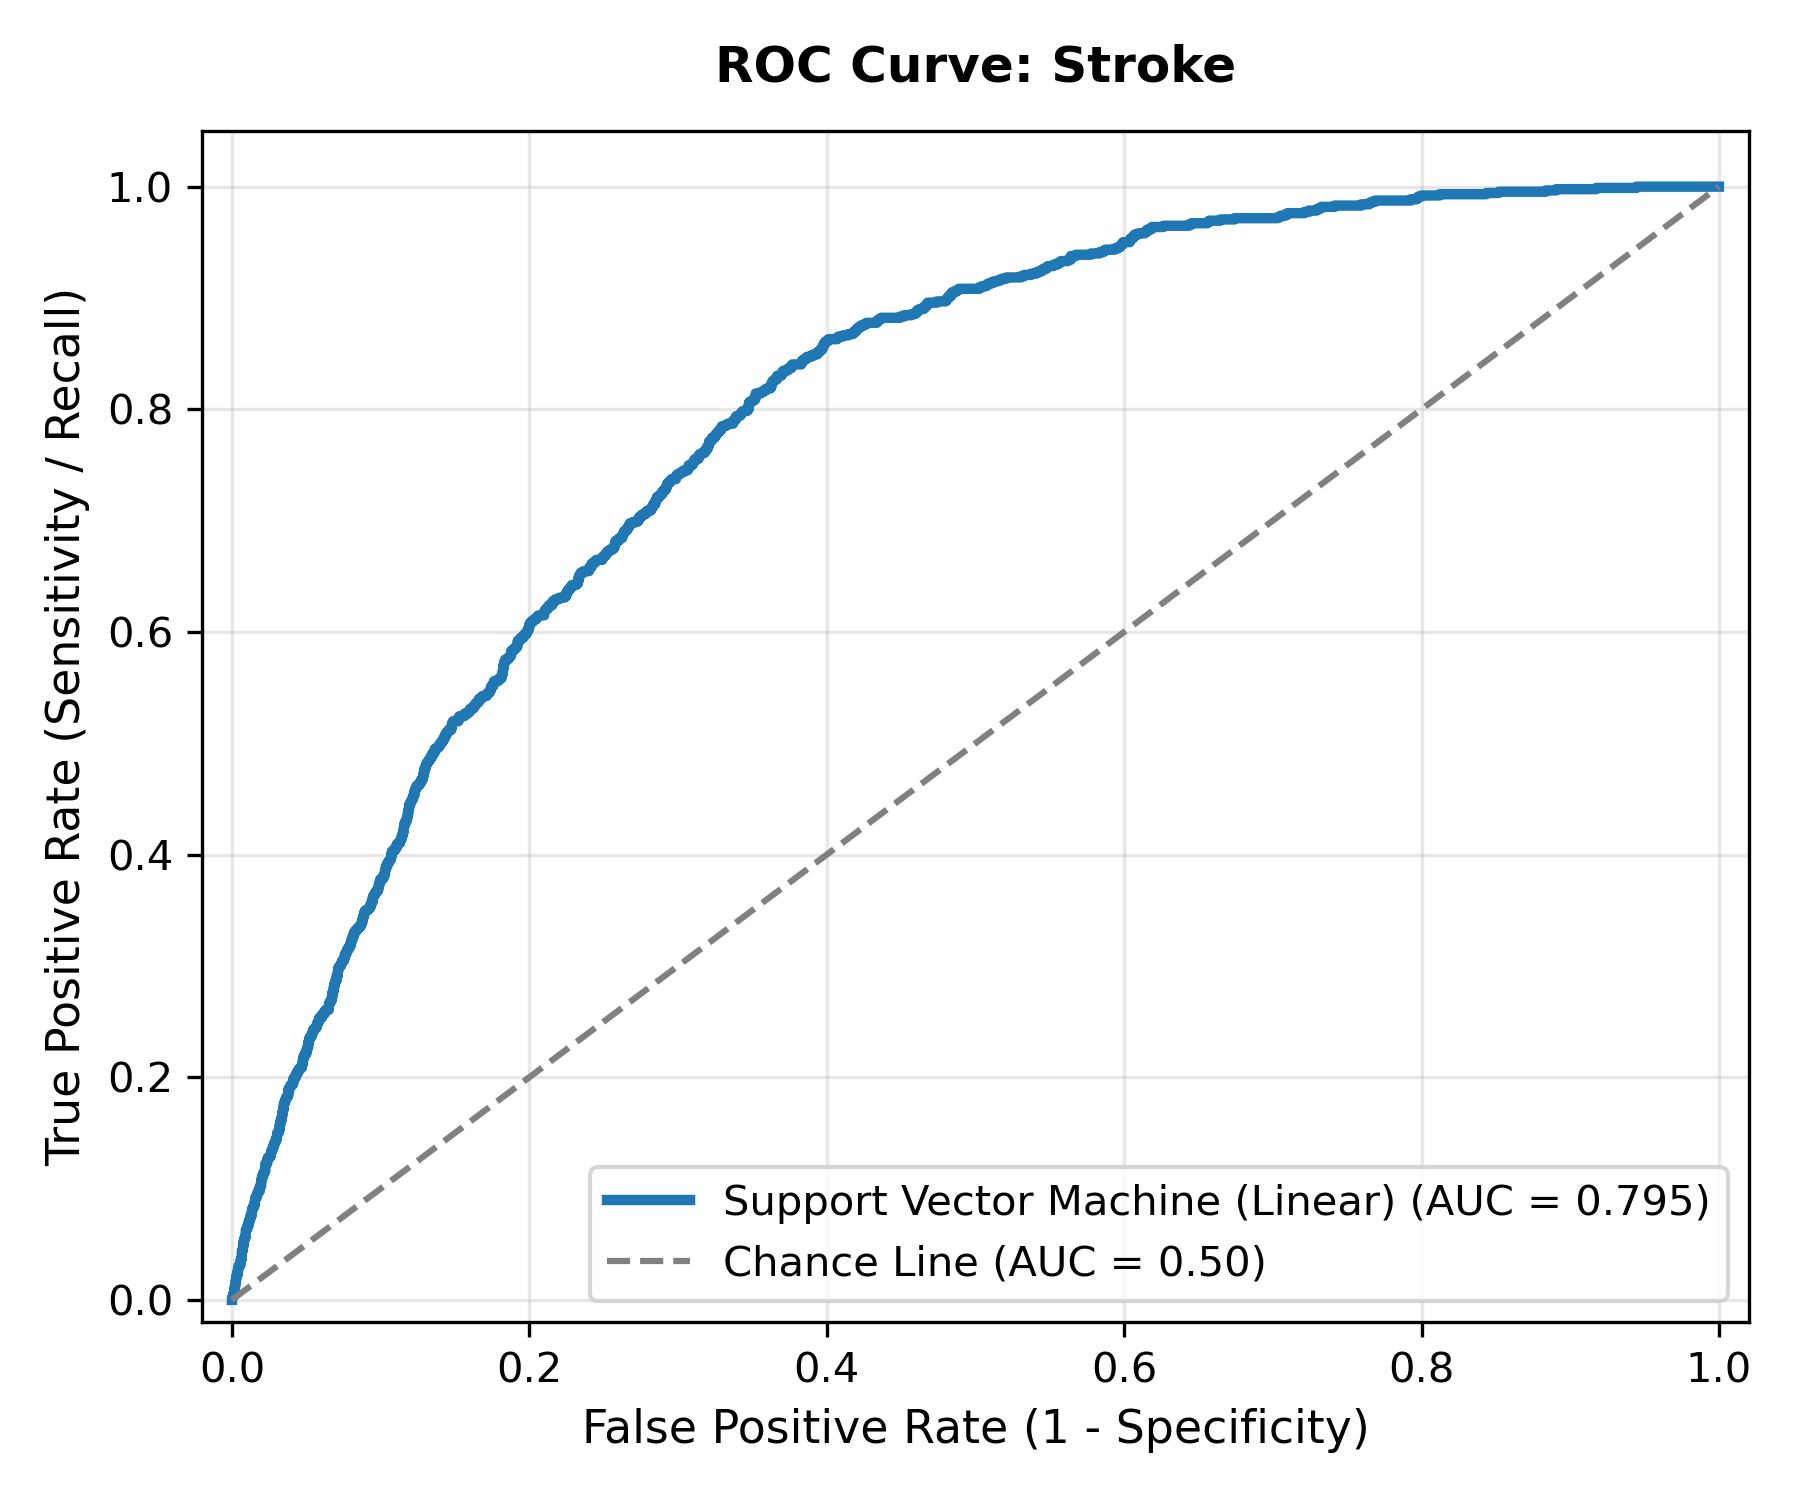 ROC Curve: Stroke
True Positive Rate (Sensitivity / Recall)
1.0
0.8
0.6
0.4
0.2
0.0
Support Vector Machine (Linear) (AUC = 0.795)
Chance Line (AUC = 0.50)
0.0 0.2 0.4 0.6 0.8 1.0
False Positive Rate (1 - Specificity)